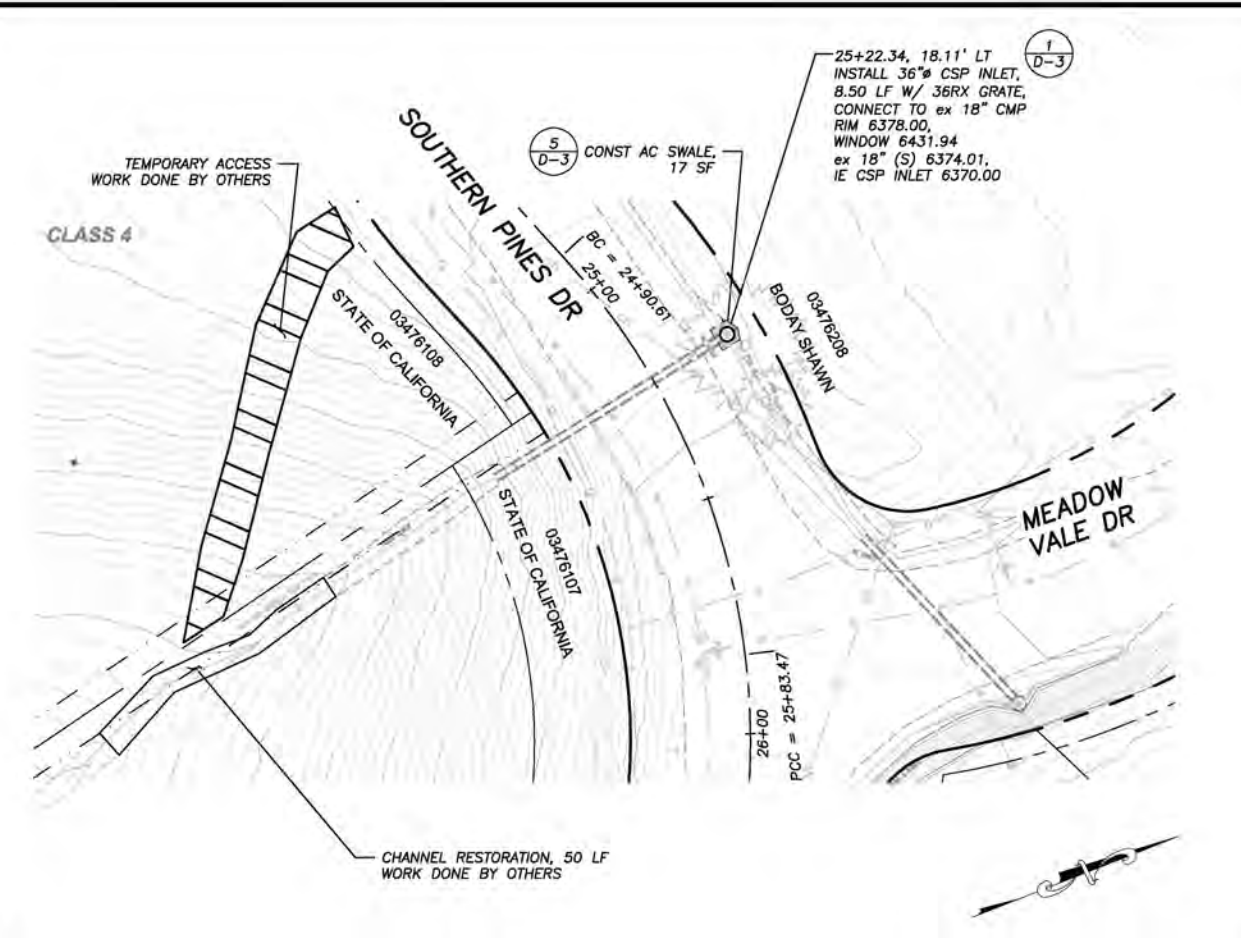 25+22.34, 18.11' LT
INSTALL 36"ø CSP INLET,
8.50 LF W/ 36RX GRATE,
CONNECT TO ex 18" CMP
RIM 6378.00,
WINDOW 6431.94
ex 18" (S) 6374.01,
IE CSP INLET 6370.00
1
D-3
5
D-3
CONST AC SWALE,
17 SF
TEMPORARY ACCESS
WORK DONE BY OTHERS
CLASS 4
SOUTHERN PINES DR
BC = 24+90.61
25+00
03476108
STATE OF CALIFORNIA
03476208
BODAY SHAWN
03476107
STATE OF CALIFORNIA
MEADOW
VALE DR
26+00
PCC = 25+83.47
CHANNEL RESTORATION, 50 LF
WORK DONE BY OTHERS
N